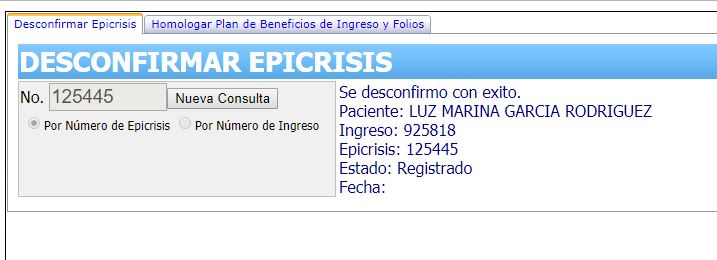 Desconfirmar Epicrisis
Homologar Plan de Beneficios de Ingreso y Folios
DESCONFIRMAR EPICRISIS
No. 125445 Nueva Consulta
Por Número de Epicrisis Por Número de Ingreso
Se desconfirmo con exito.
Paciente: LUZ MARINA GARCIA RODRIGUEZ
Ingreso: 925818
Epicrisis: 125445
Estado: Registrado
Fecha: